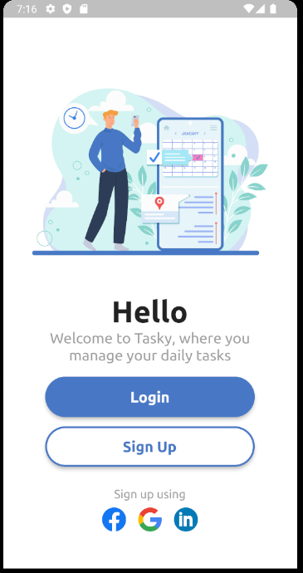 7:16
JANUARY
Hello
Welcome to Tasky, where you
manage your daily tasks
Login
Sign Up
Sign up using
f
G
in